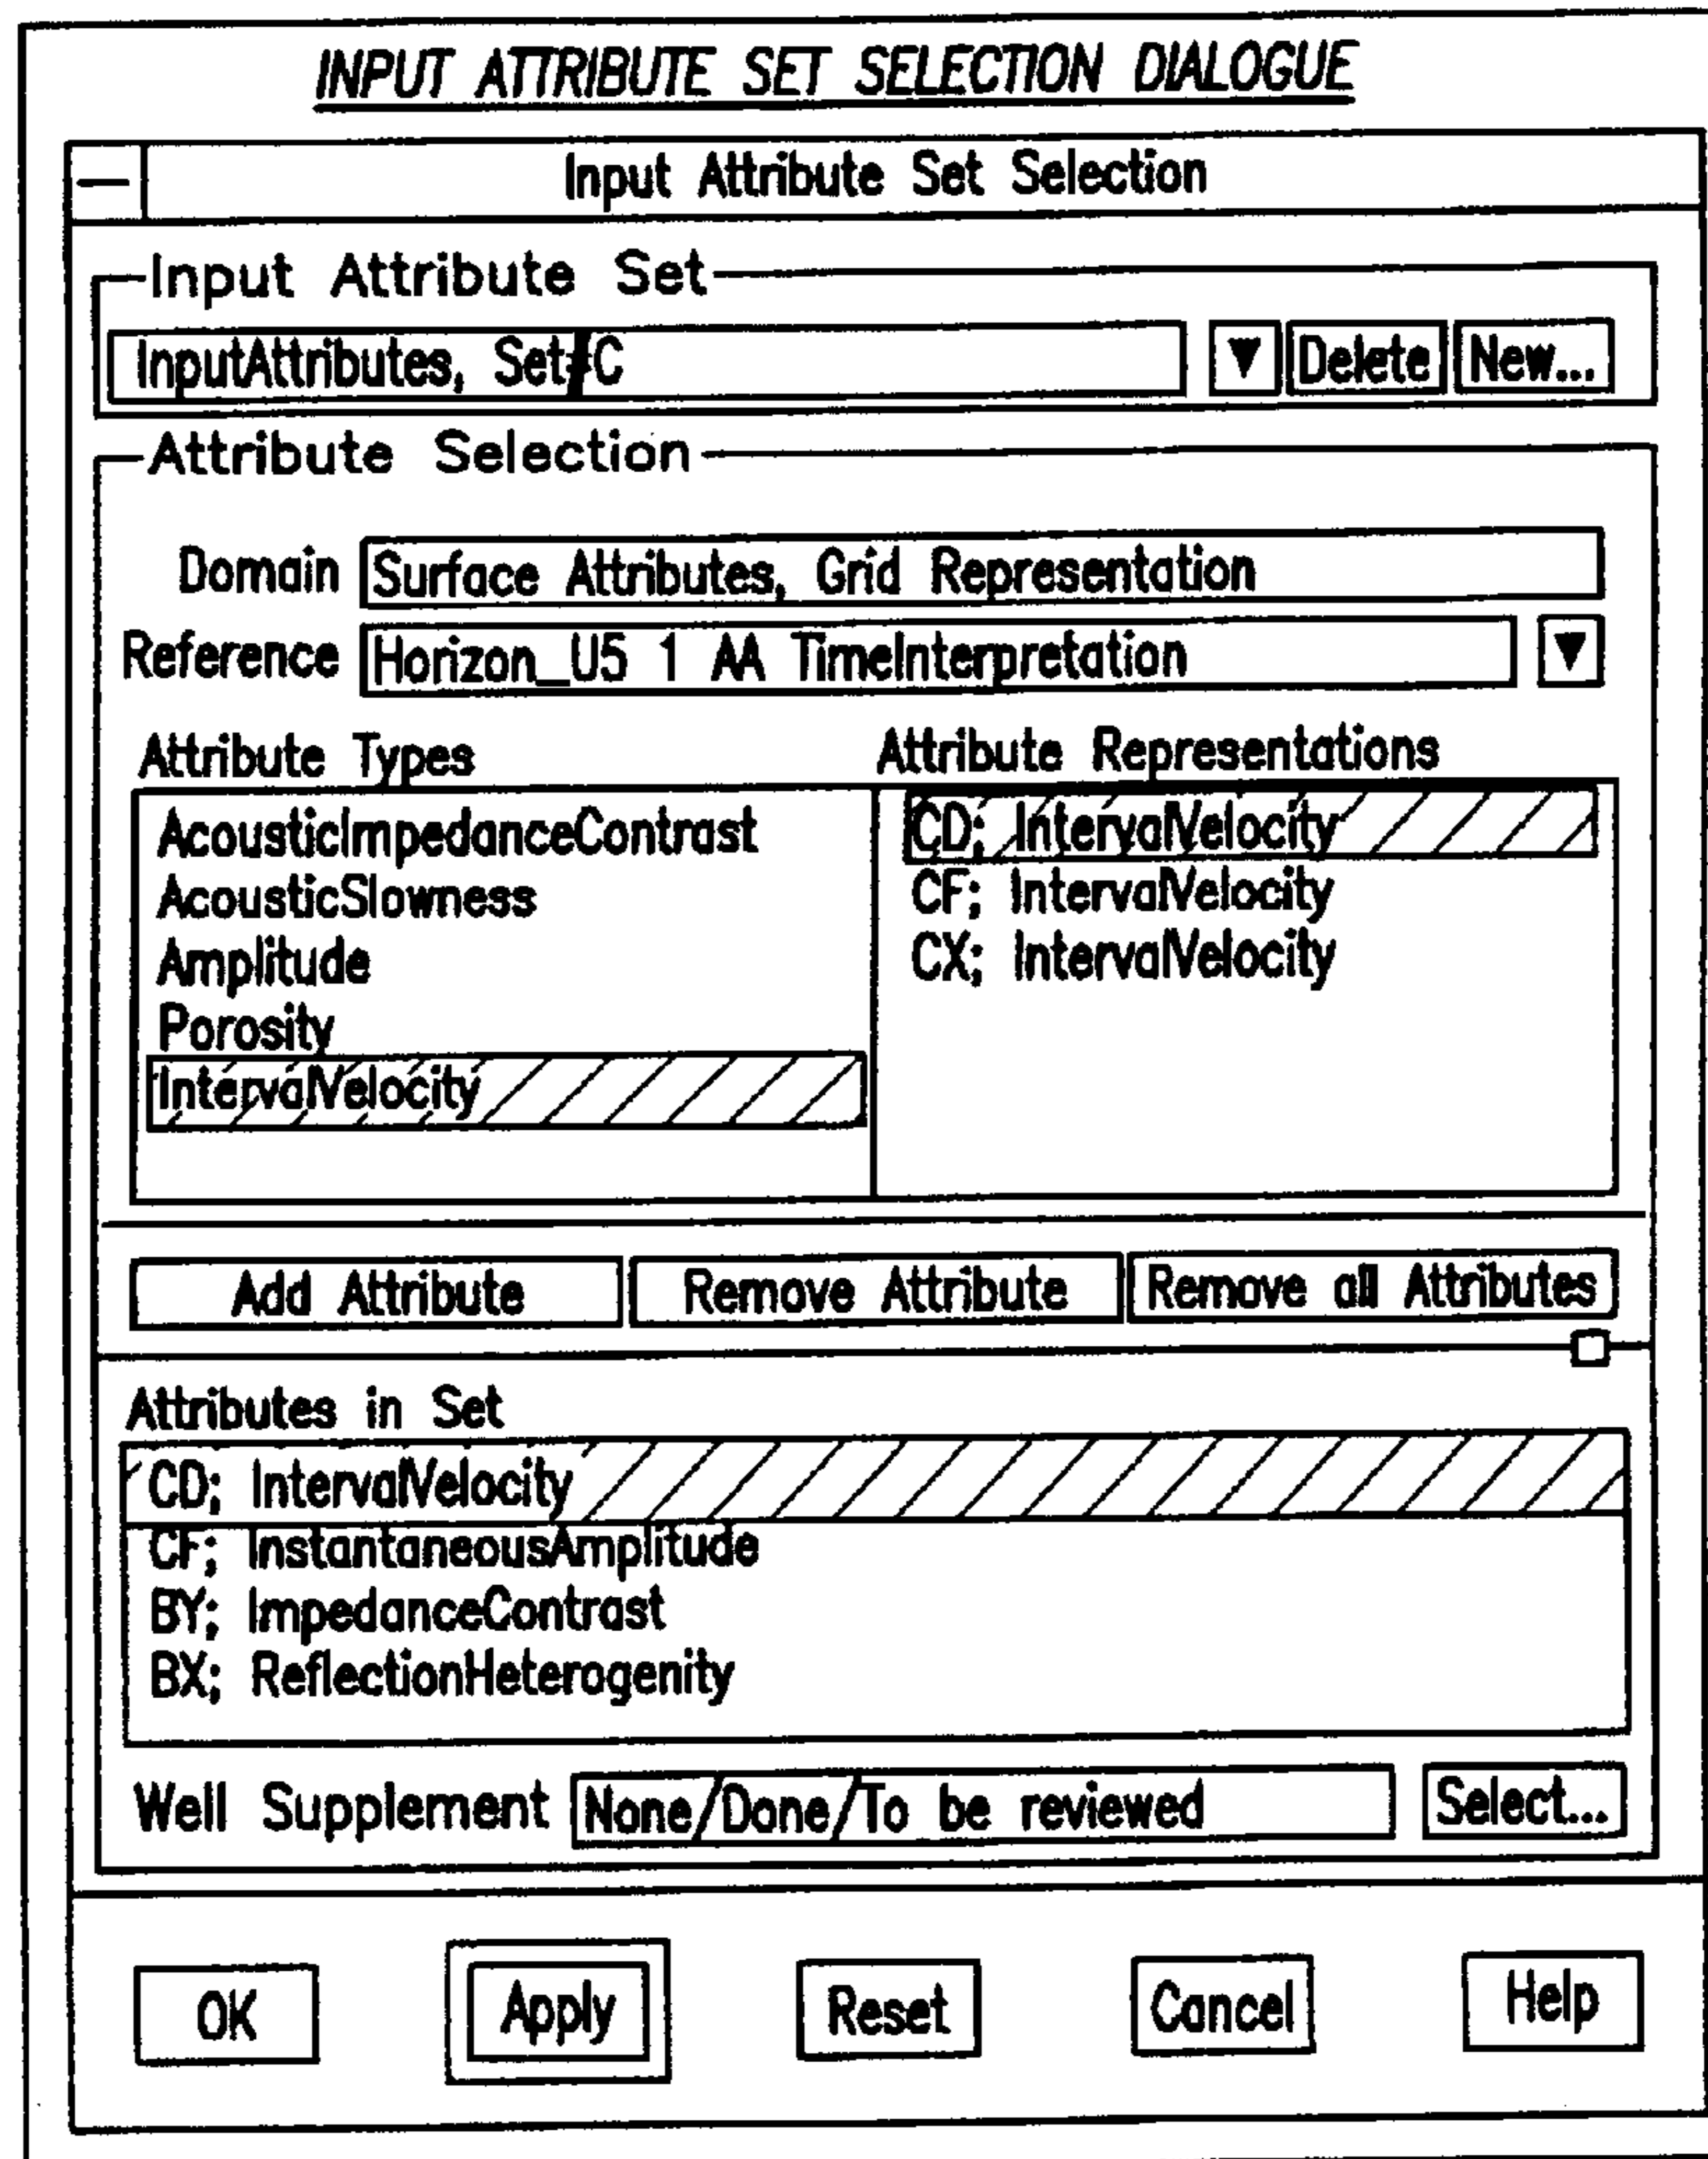 INPUT ATTRIBUTE SET SELECTION DIALOGUE
Input Attribute Set Selection
Input Attribute Set
InputAttributes, Set#C
Delete New...
Attribute Selection
Domain Surface Attributes, Grid Representation
Reference Horizon_U5 1 AA TimeInterpretation
Attribute Types
AcousticImpedanceContrast
AcousticSlowness
Amplitude
Porosity
IntervalVelocity
Attribute Representations
CD; IntervalVelocity
CF; IntervalVelocity
CX; IntervalVelocity
Add Attribute Remove Attribute Remove all Attributes
Attributes in Set
CD; IntervalVelocity
CF; InstantaneousAmplitude
BY; ImpedanceContrast
BX; ReflectionHeterogenity
Well Supplement None/Done/To be reviewed Select...
OK Apply Reset Cancel Help